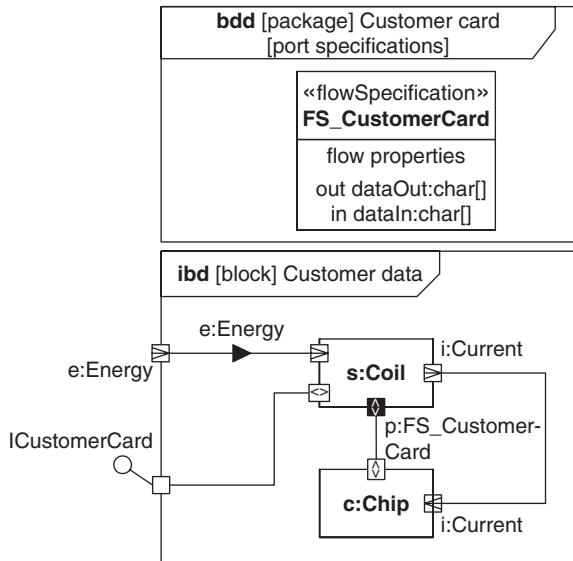 bdd [package] Customer card
[port specifications]
«flowSpecification»
FS_CustomerCard
flow properties
out dataOut:char[]
in dataIn:char[]
ibd [block] Customer data
e:Energy
e:Energy
i:Current
s:Coil
<>
p:FS_Customer-
Card
ICustomerCard
c:Chip
i:Current